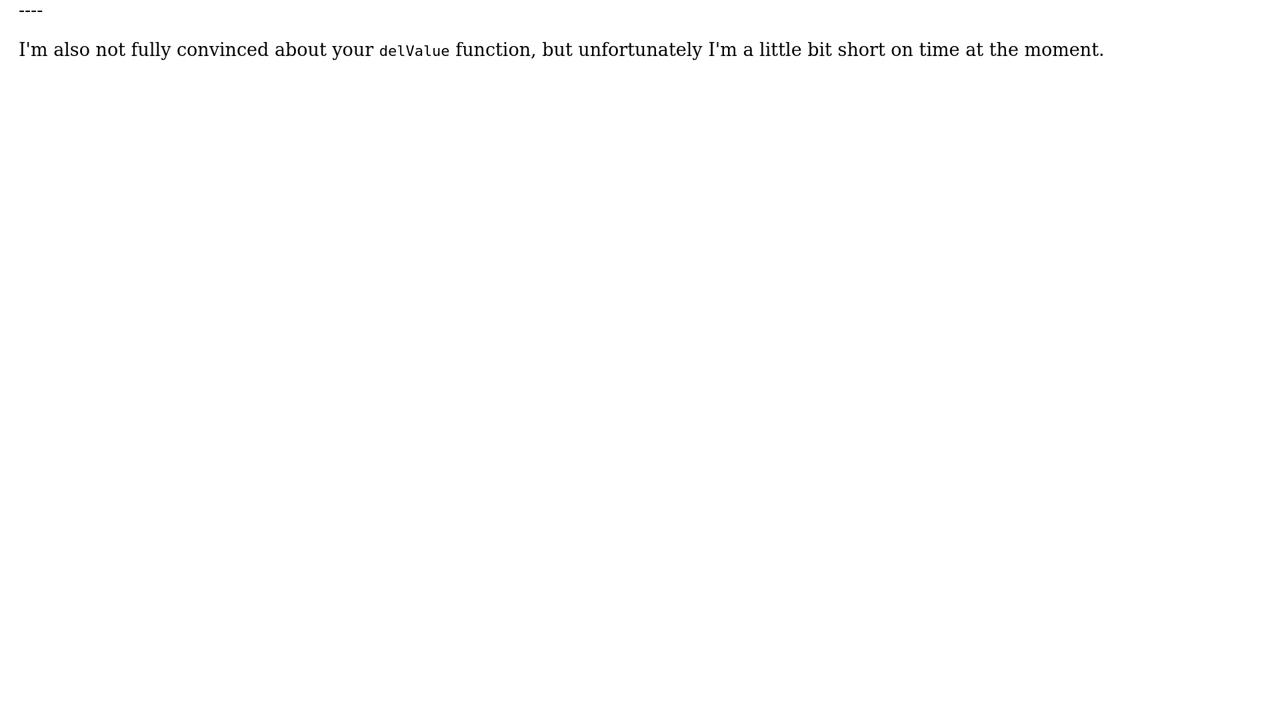 ----
I'm also not fully convinced about your delValue function, but unfortunately I'm a little bit short on time at the moment.